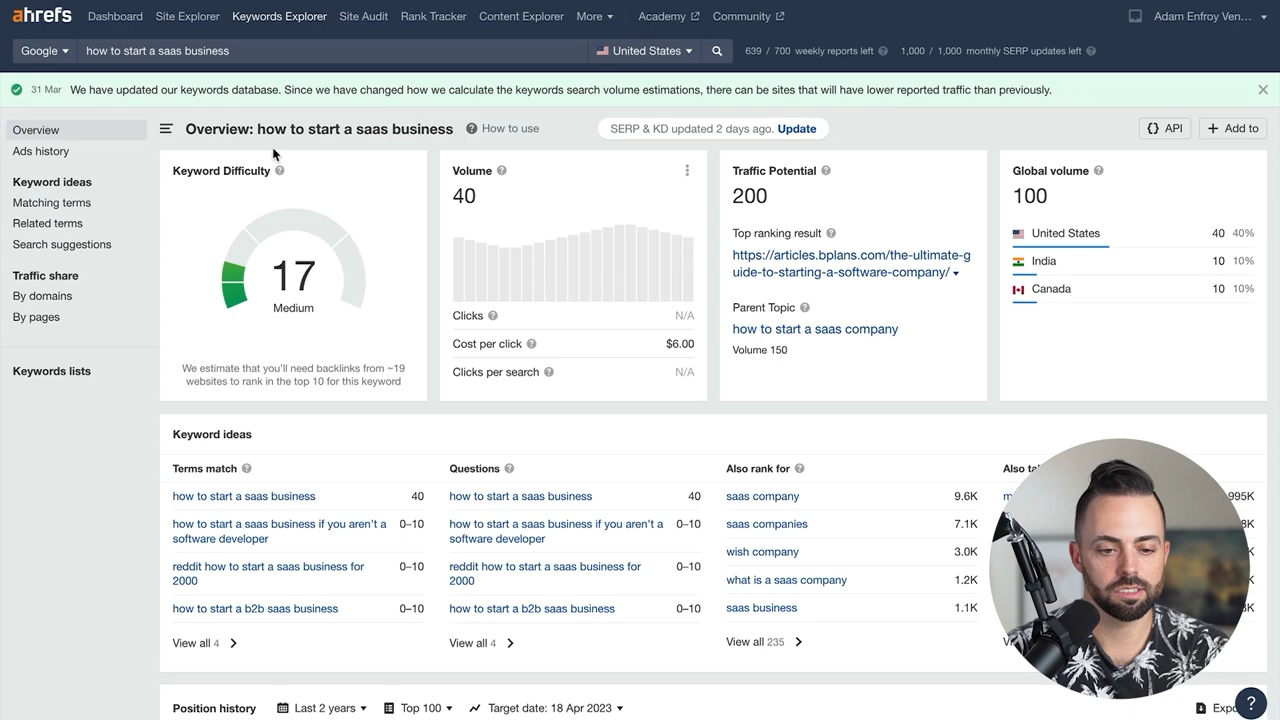 ahrefs Dashboard Site Explorer Keywords Explorer Site Audit Rank Tracker Content Explorer More Academy Community Adam Enfroy Ven...
Google how to start a saas business United States 639 / 700 weekly reports left 1,000 / 1,000 monthly SERP updates left
31 Mar We have updated our keywords database. Since we have changed how we calculate the keywords search volume estimations, there can be sites that will have lower reported traffic than previously.
Overview
Ads history
Keyword ideas
Matching terms
Related terms
Search suggestions
Traffic share
By domains
By pages
Keywords lists
Overview: how to start a saas business How to use SERP & KD updated 2 days ago. Update API Add to
Keyword Difficulty
17
Medium
We estimate that you'll need backlinks from ~19
websites to rank in the top 10 for this keyword
Volume
40
Clicks N/A
Cost per click $6.00
Clicks per search N/A
Traffic Potential
200
Top ranking result
https://articles.bplans.com/the-ultimate-g
uide-to-starting-a-software-company/
Parent Topic
how to start a saas company
Volume 150
Global volume
100
United States 40 40%
India 10 10%
Canada 10 10%
Keyword ideas
Terms match
how to start a saas business 40
how to start a saas business if you aren't a 0–10
software developer
reddit how to start a saas business for 0–10
2000
how to start a b2b saas business 0–10
View all 4
Questions
how to start a saas business 40
how to start a saas business if you aren't a 0–10
software developer
reddit how to start a saas business for 0–10
2000
how to start a b2b saas business 0–10
View all 4
Also rank for
saas company 9.6K
saas companies 7.1K
wish company 3.0K
what is a saas company 1.2K
saas business 1.1K
View all 235
Also
995K
Position history Last 2 years Top 100 Target date: 18 Apr 2023